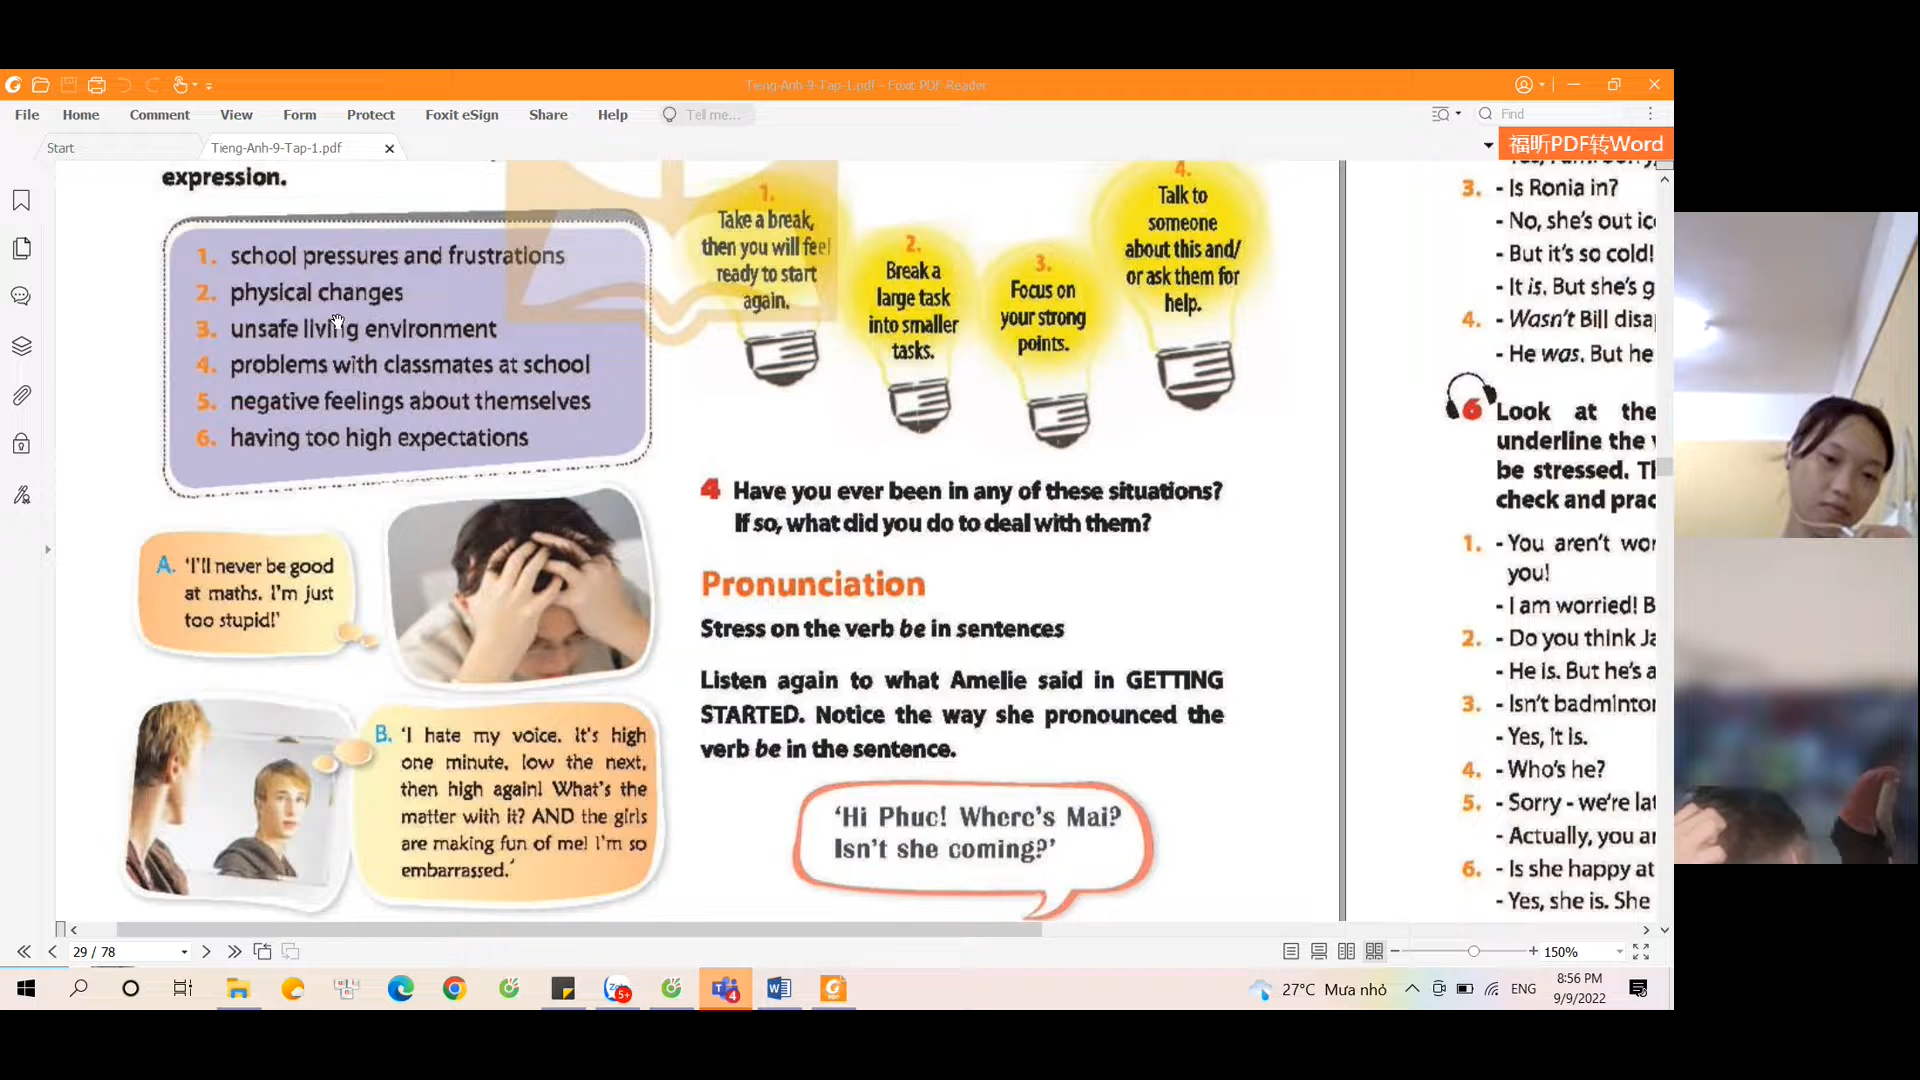 Tieng-Anh-9-Tap-1.pdf - Foxit PDF Reader
File Home Comment View Form Protect Foxit eSign Share Help Tell me... Find
Start Tieng-Anh-9-Tap-1.pdf
福昕PDF转Word
expression.
1. school pressures and frustrations
2. physical changes
3. unsafe living environment
4. problems with classmates at school
5. negative feelings about themselves
6. having too high expectations
A. 'I'll never be good
at maths. I'm just
too stupid!'
B. 'I hate my voice. It's high
one minute, low the next,
then high again! What's the
matter with it? AND the girls
are making fun of me! I'm so
embarrassed.'
1.
Take a break,
then you will feel
ready to start
again.
2.
Break a
large task
into smaller
tasks.
3.
Focus on
your strong
points.
4.
Talk to
someone
about this and/
or ask them for
help.
4 Have you ever been in any of these situations?
If so, what did you do to deal with them?
Pronunciation
Stress on the verb be in sentences
Listen again to what Amelie said in GETTING
STARTED. Notice the way she pronounced the
verb be in the sentence.
'Hi Phuc! Where's Mai?
Isn't she coming?'
3. - Is Ronia in?
- No, she's out ic
- But it's so cold!
- It is. But she's g
4. - Wasn't Bill disa
- He was. But he
6 Look at the
underline the
be stressed. Th
check and prac
1. - You aren't wor
you!
- I am worried! B
2. - Do you think Ja
- He is. But he's a
3. - Isn't badminto
- Yes, it is.
4. - Who's he?
5. - Sorry - we're lat
- Actually, you ar
6. - Is she happy at
- Yes, she is. She
29 / 78
150%
5+
4
27°C Mưa nhỏ
ENG
8:56 PM
9/9/2022